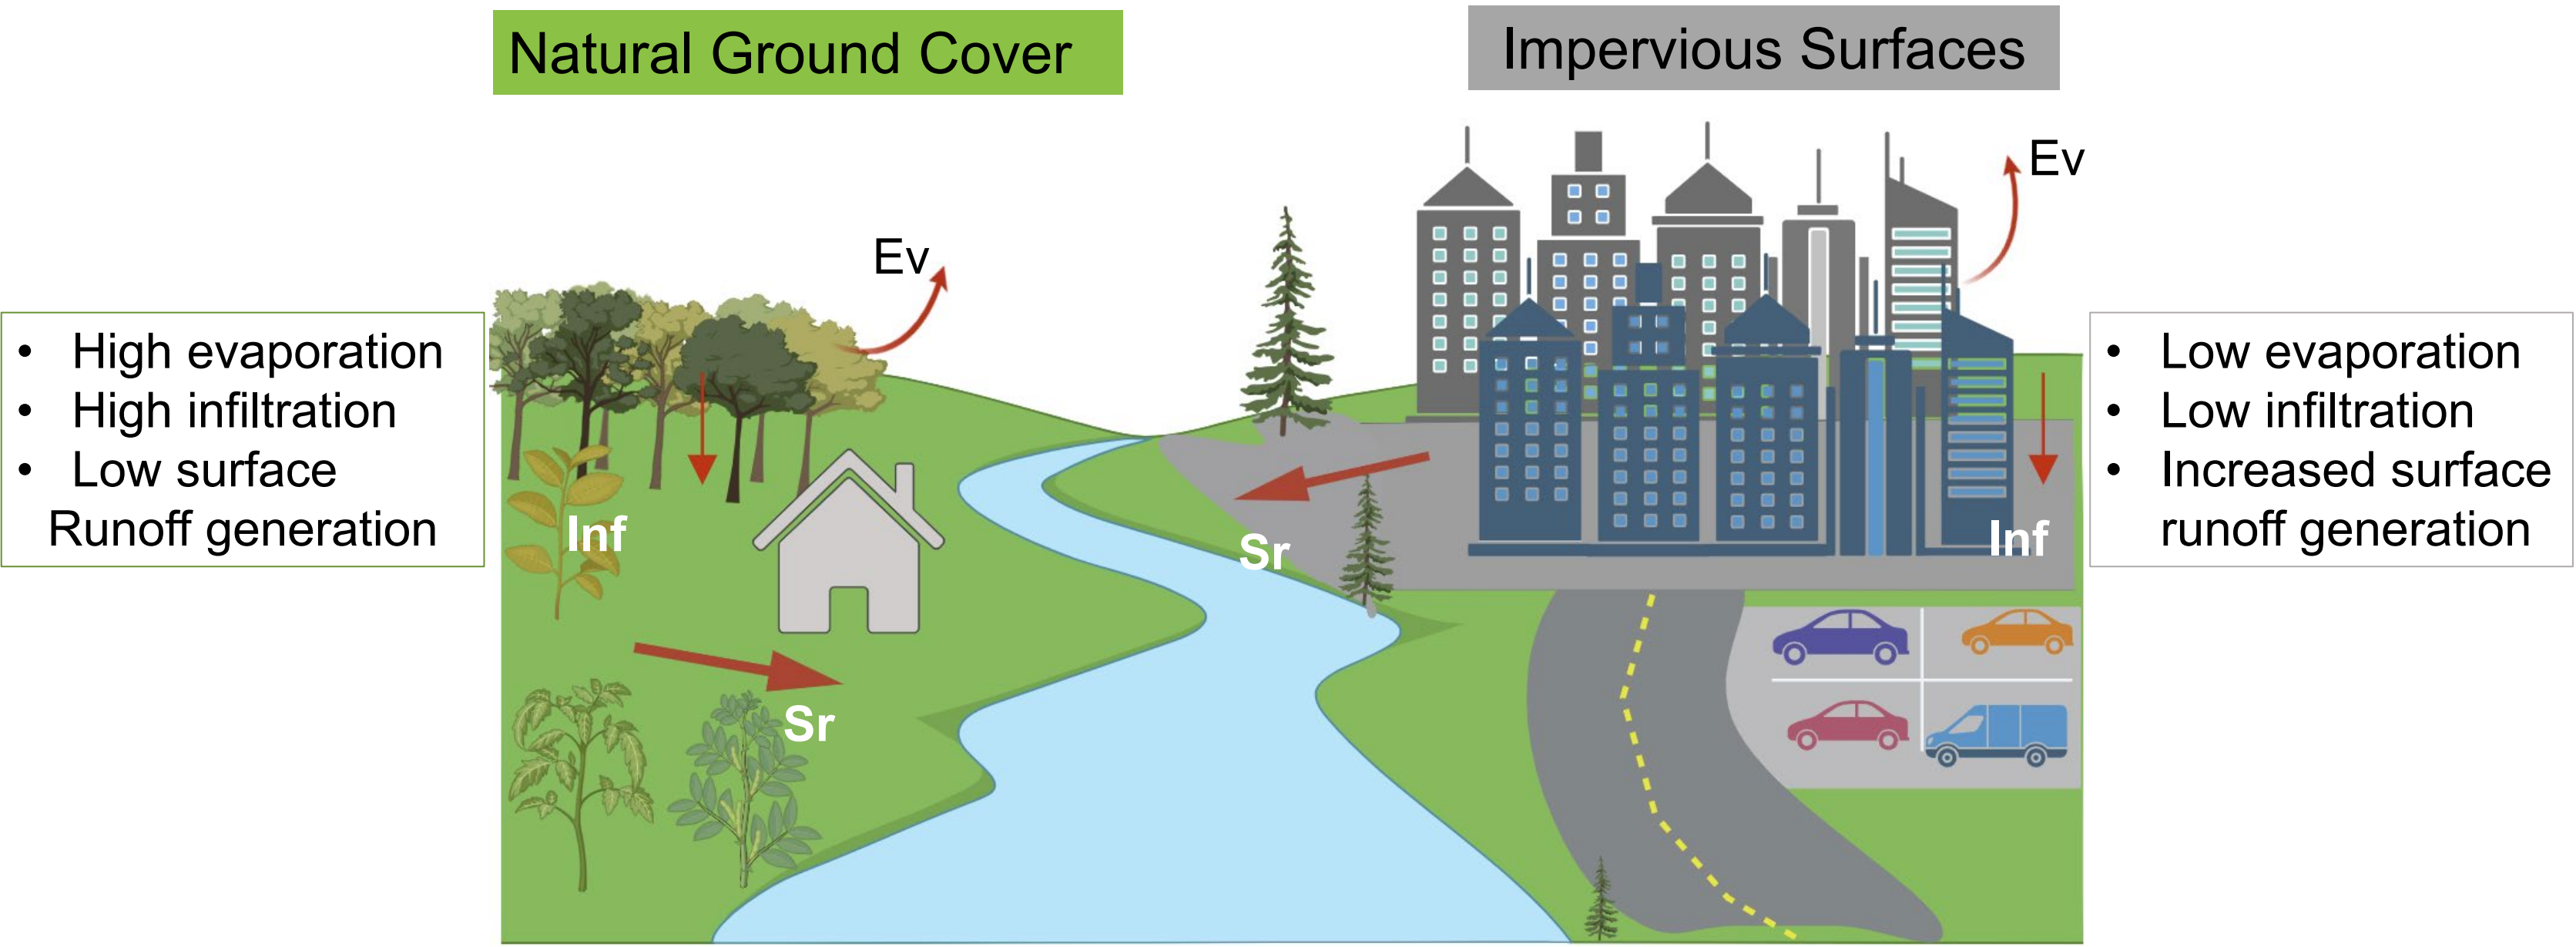 Natural Ground Cover
Impervious Surfaces
Ev
Ev
• High evaporation
• High infiltration
• Low surface
Runoff generation
• Low evaporation
• Low infiltration
• Increased surface
runoff generation
Inf
Sr
Inf
Sr